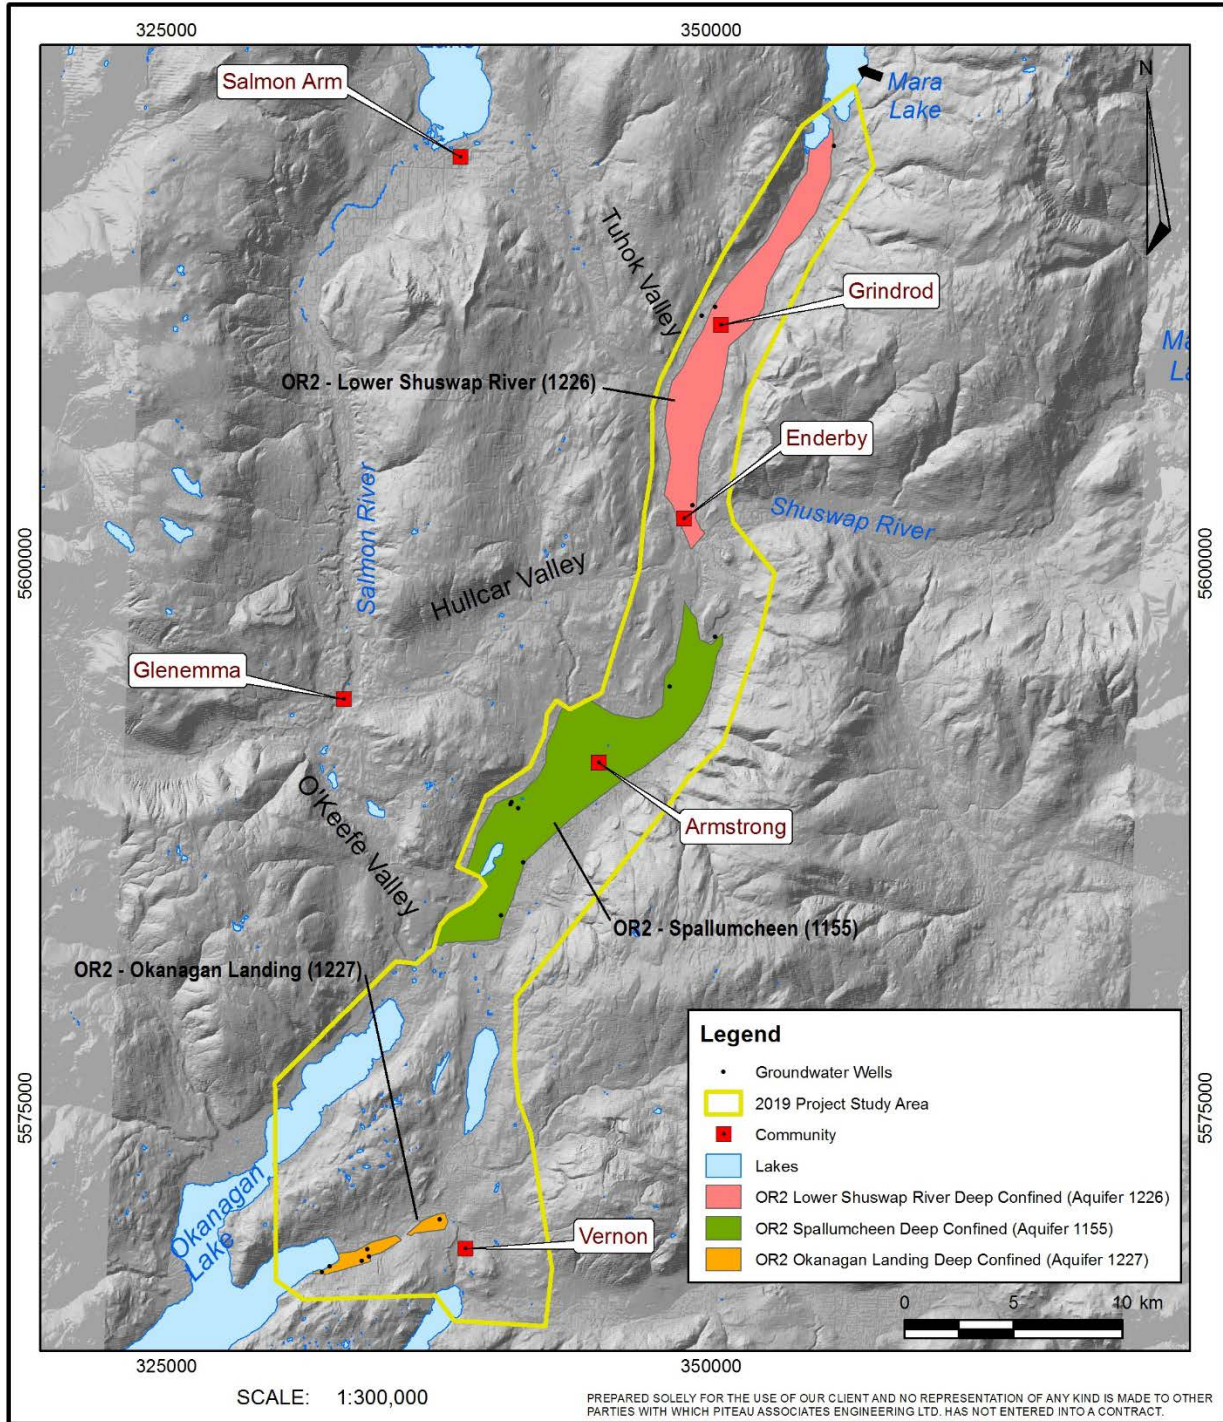 325000
350000
Lake
Salmon Arm
Mara
Lake
N
Tuhok Valley
Grindrod
OR2 - Lower Shuswap River (1226)
Enderby
Salmon River
Shuswap River
5600000
5600000
Hullcar Valley
Glenemma
O'Keefe Valley
Armstrong
OR2 - Spallumcheen (1155)
OR2 - Okanagan Landing (1227)
Okanagan
Lake
Vernon
5575000
5575000
Legend
Groundwater Wells
2019 Project Study Area
Community
Lakes
OR2 Lower Shuswap River Deep Confined (Aquifer 1226)
OR2 Spallumcheen Deep Confined (Aquifer 1155)
OR2 Okanagan Landing Deep Confined (Aquifer 1227)
0 5 10 km
325000
350000
SCALE: 1:300,000
PREPARED SOLELY FOR THE USE OF OUR CLIENT AND NO REPRESENTATION OF ANY KIND IS MADE TO OTHER
PARTIES WITH WHICH PITEAU ASSOCIATES ENGINEERING LTD. HAS NOT ENTERED INTO A CONTRACT.